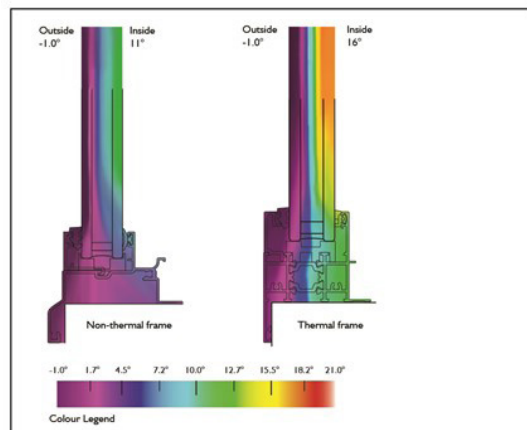 Outside Inside
-1.0° 11°
Outside Inside
-1.0° 16°
Non-thermal frame
Thermal frame
-1.0° 1.7° 4.5° 7.2° 10.0° 12.7° 15.5° 18.2° 21.0°
Colour Legend